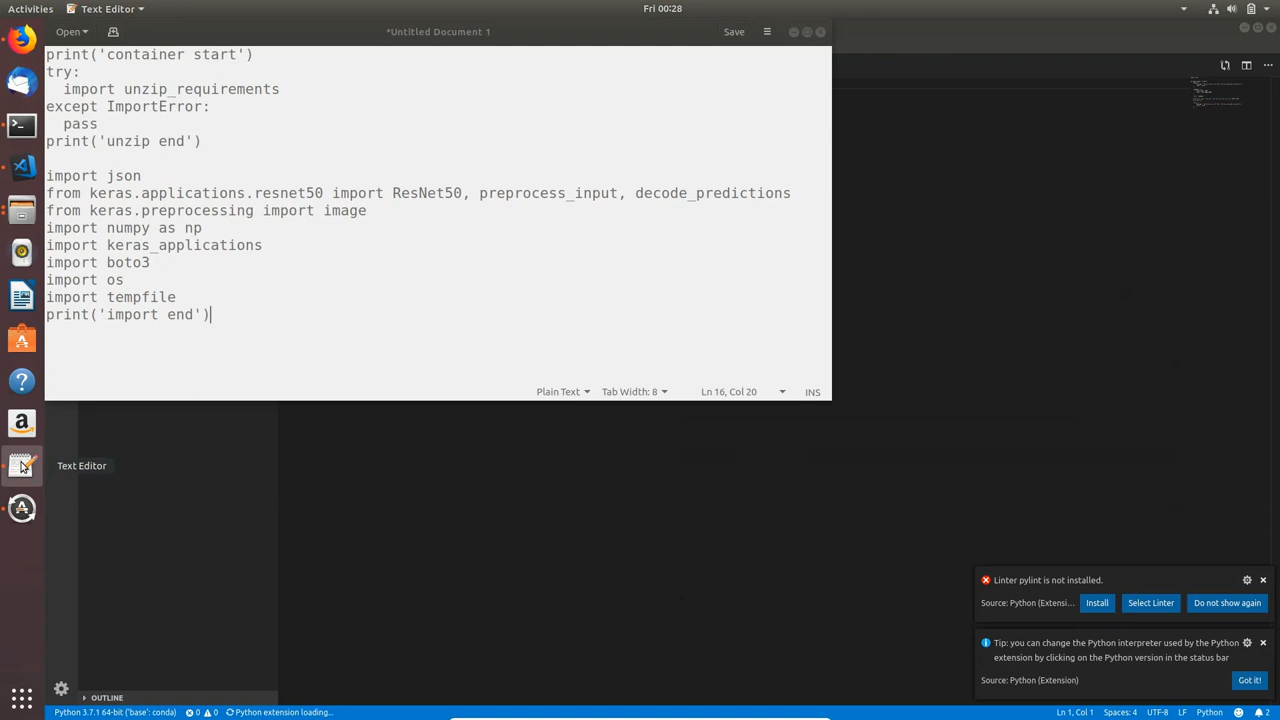 Activities
Text Editor
Fri 00:28
Open
*Untitled Document 1
Save
print('container start')
try:
  import unzip_requirements
except ImportError:
  pass
print('unzip end')
import json
from keras.applications.resnet50 import ResNet50, preprocess_input, decode_predictions
from keras.preprocessing import image
import numpy as np
import keras_applications
import boto3
import os
import tempfile
print('import end')
Plain Text
Tab Width: 8
Ln 16, Col 20
INS
Text Editor
Linter pylint is not installed.
Source: Python (Extensi...
Install
Select Linter
Do not show again
Tip: you can change the Python interpreter used by the Python
extension by clicking on the Python version in the status bar
Source: Python (Extension)
Got it!
OUTLINE
Python 3.7.1 64-bit ('base': conda)
0
0
Python extension loading...
Ln 1, Col 1
Spaces: 4
UTF-8
LF
Python
2